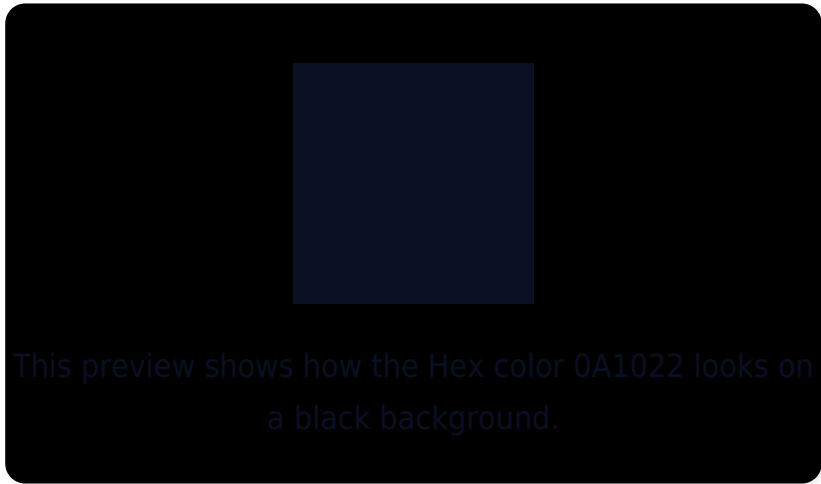 This preview shows how the Hex color 0A1022 looks on
a black background.